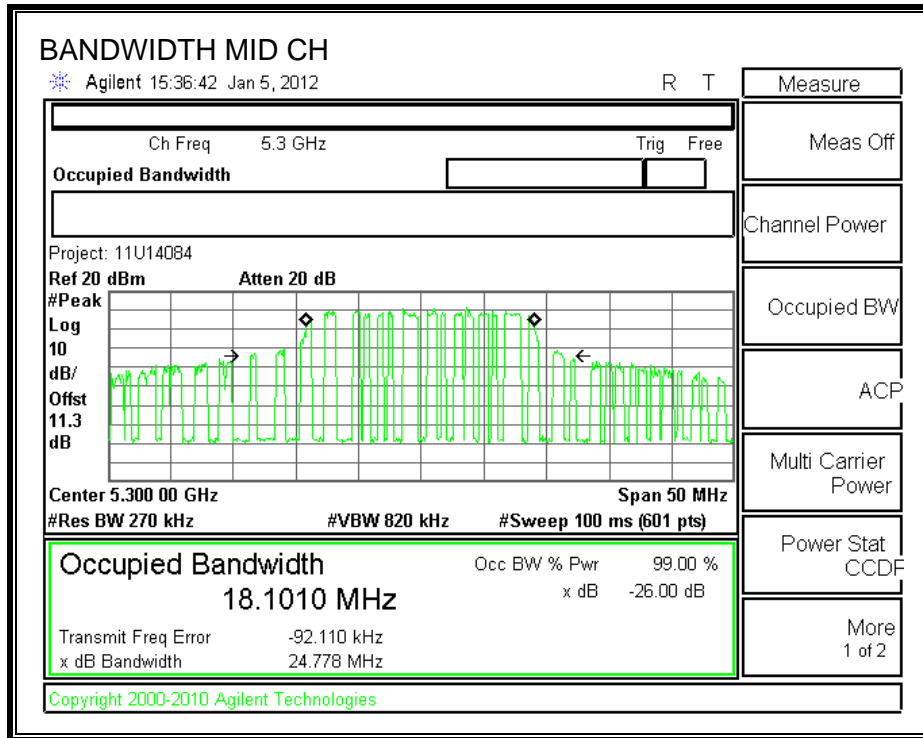 BANDWIDTH MID CH
Agilent 15:36:42 Jan 5, 2012 R T
Measure
Ch Freq 5.3 GHz Trig Free
Occupied Bandwidth
Meas Off
Channel Power
Project: 11U14084
Ref 20 dBm Atten 20 dB
#Peak
Log
10
dB/
Offst
11.3
dB
Occupied BW
ACP
Multi Carrier
Power
Center 5.300 00 GHz Span 50 MHz
#Res BW 270 kHz #VBW 820 kHz #Sweep 100 ms (601 pts)
Power Stat
CCDF
Occupied Bandwidth Occ BW % Pwr 99.00 %
18.1010 MHz x dB -26.00 dB
Transmit Freq Error -92.110 kHz
x dB Bandwidth 24.778 MHz
More
1 of 2
Copyright 2000-2010 Agilent Technologies